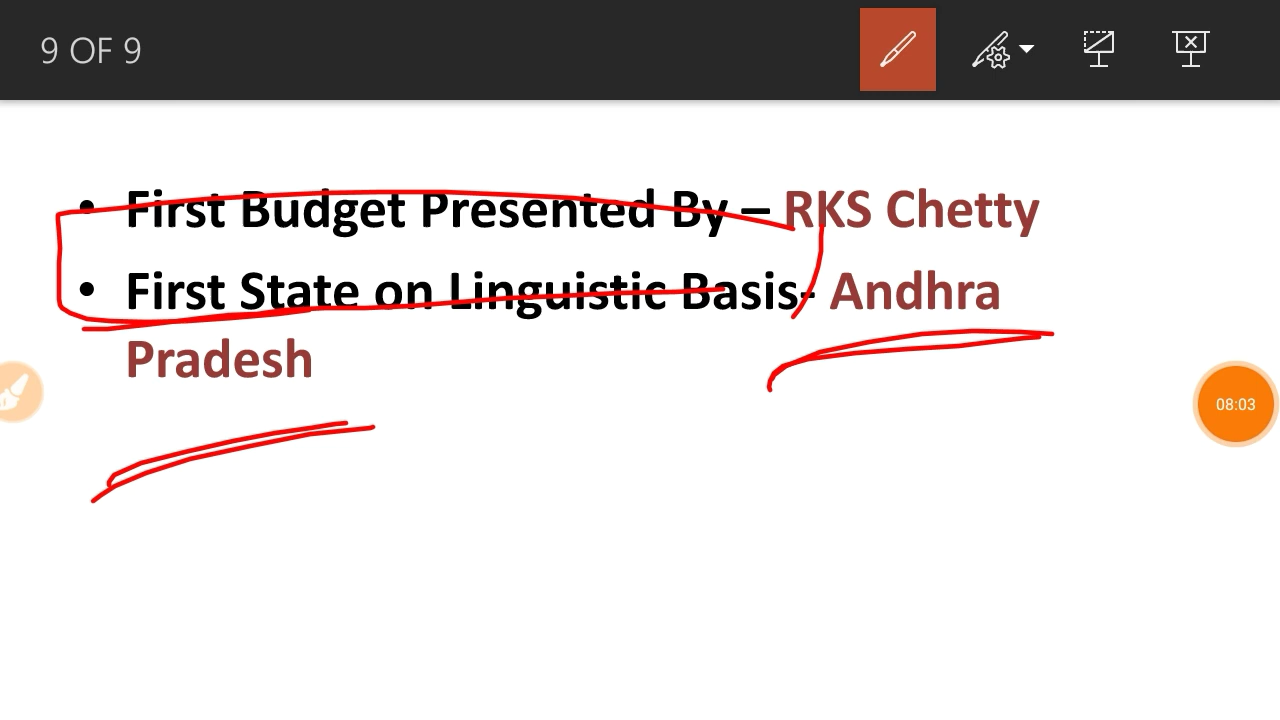 9 OF 9
• First Budget Presented By – RKS Chetty
• First State on Linguistic Basis- Andhra
Pradesh
08:03